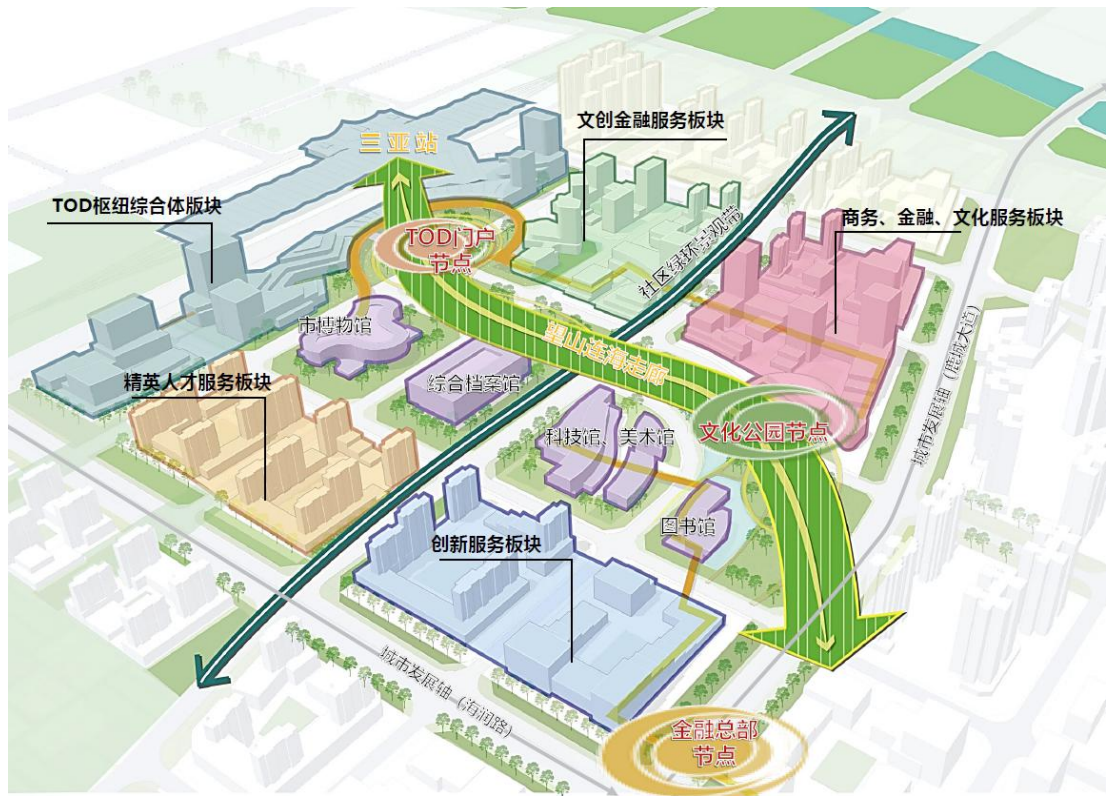 文创金融服务板块
三亚站
TOD枢纽综合体版块
商务、金融、文化服务板块
TOD门户
节点
社区绿环景观带
市博物馆
望山连海走廊
综合档案馆
精英人才服务板块
城市发展轴（鹿城大道）
科技馆、美术馆
文化公园节点
图书馆
创新服务板块
城市发展轴（海润路）
金融总部
节点